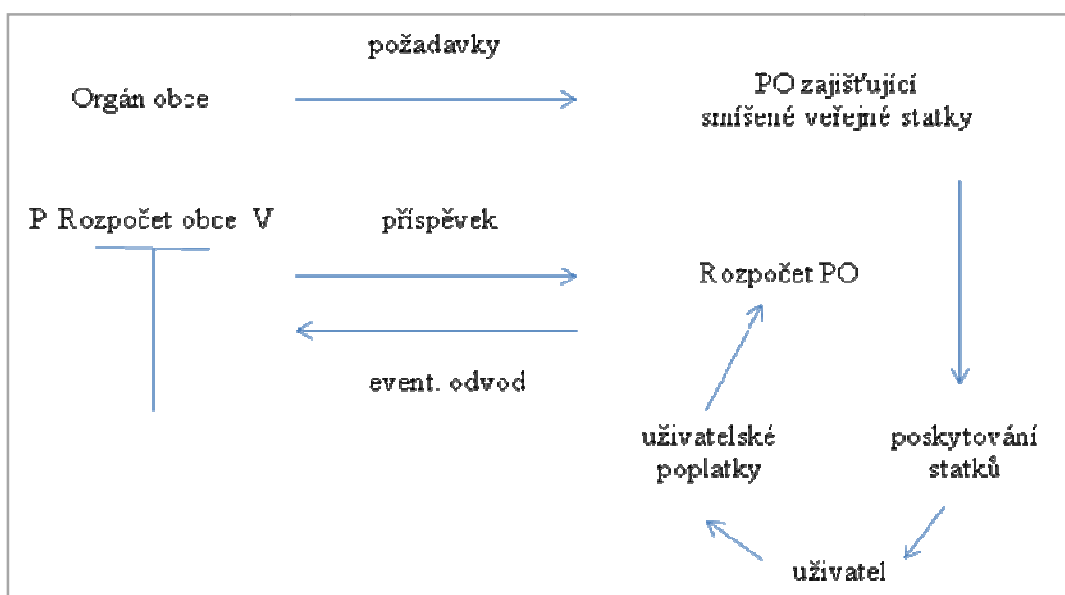 požadavky
Orgán obce
PO zajišťující
smíšené veřejné statky
P Rozpočet obce V
příspěvek
Rozpočet PO
event. odvod
uživatelské
poplatky
poskytování
statků
uživatel